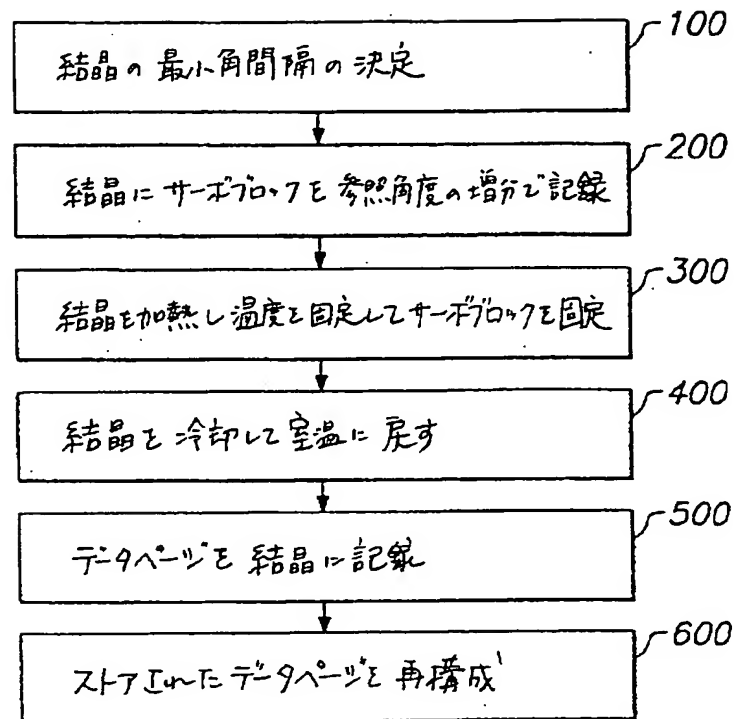 100
結晶の最小角間隔の決定
200
結晶にサーボブロックを参照角度の増分で記録
300
結晶を加熱し温度を固定してサーボブロックを固定
400
結晶を冷却して室温に戻す
500
データページを結晶に記録
600
ストアされたデータページを再構成